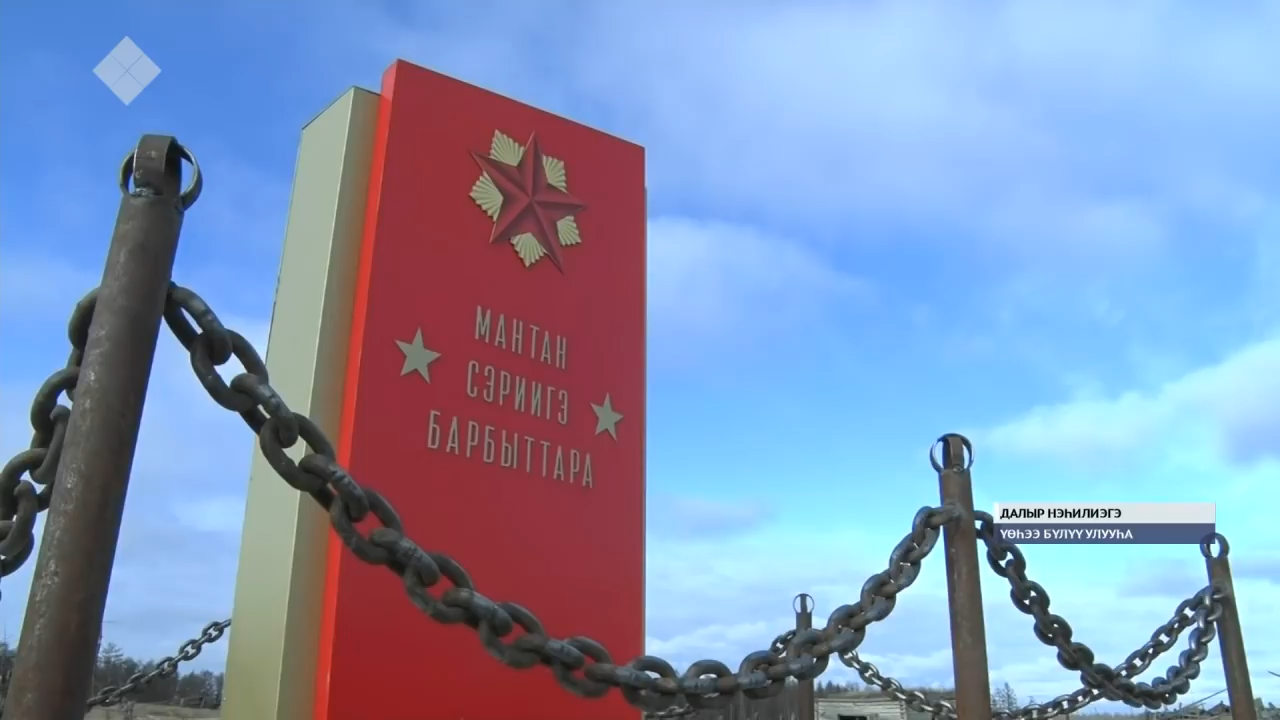 МАНТАН
СЭРИИГЭ
БАРБЫТТАРА
ДАЛЫР НЭҺИЛИЭГЭ
ҮӨҺЭЭ БҮЛҮҮ УЛУУҺА